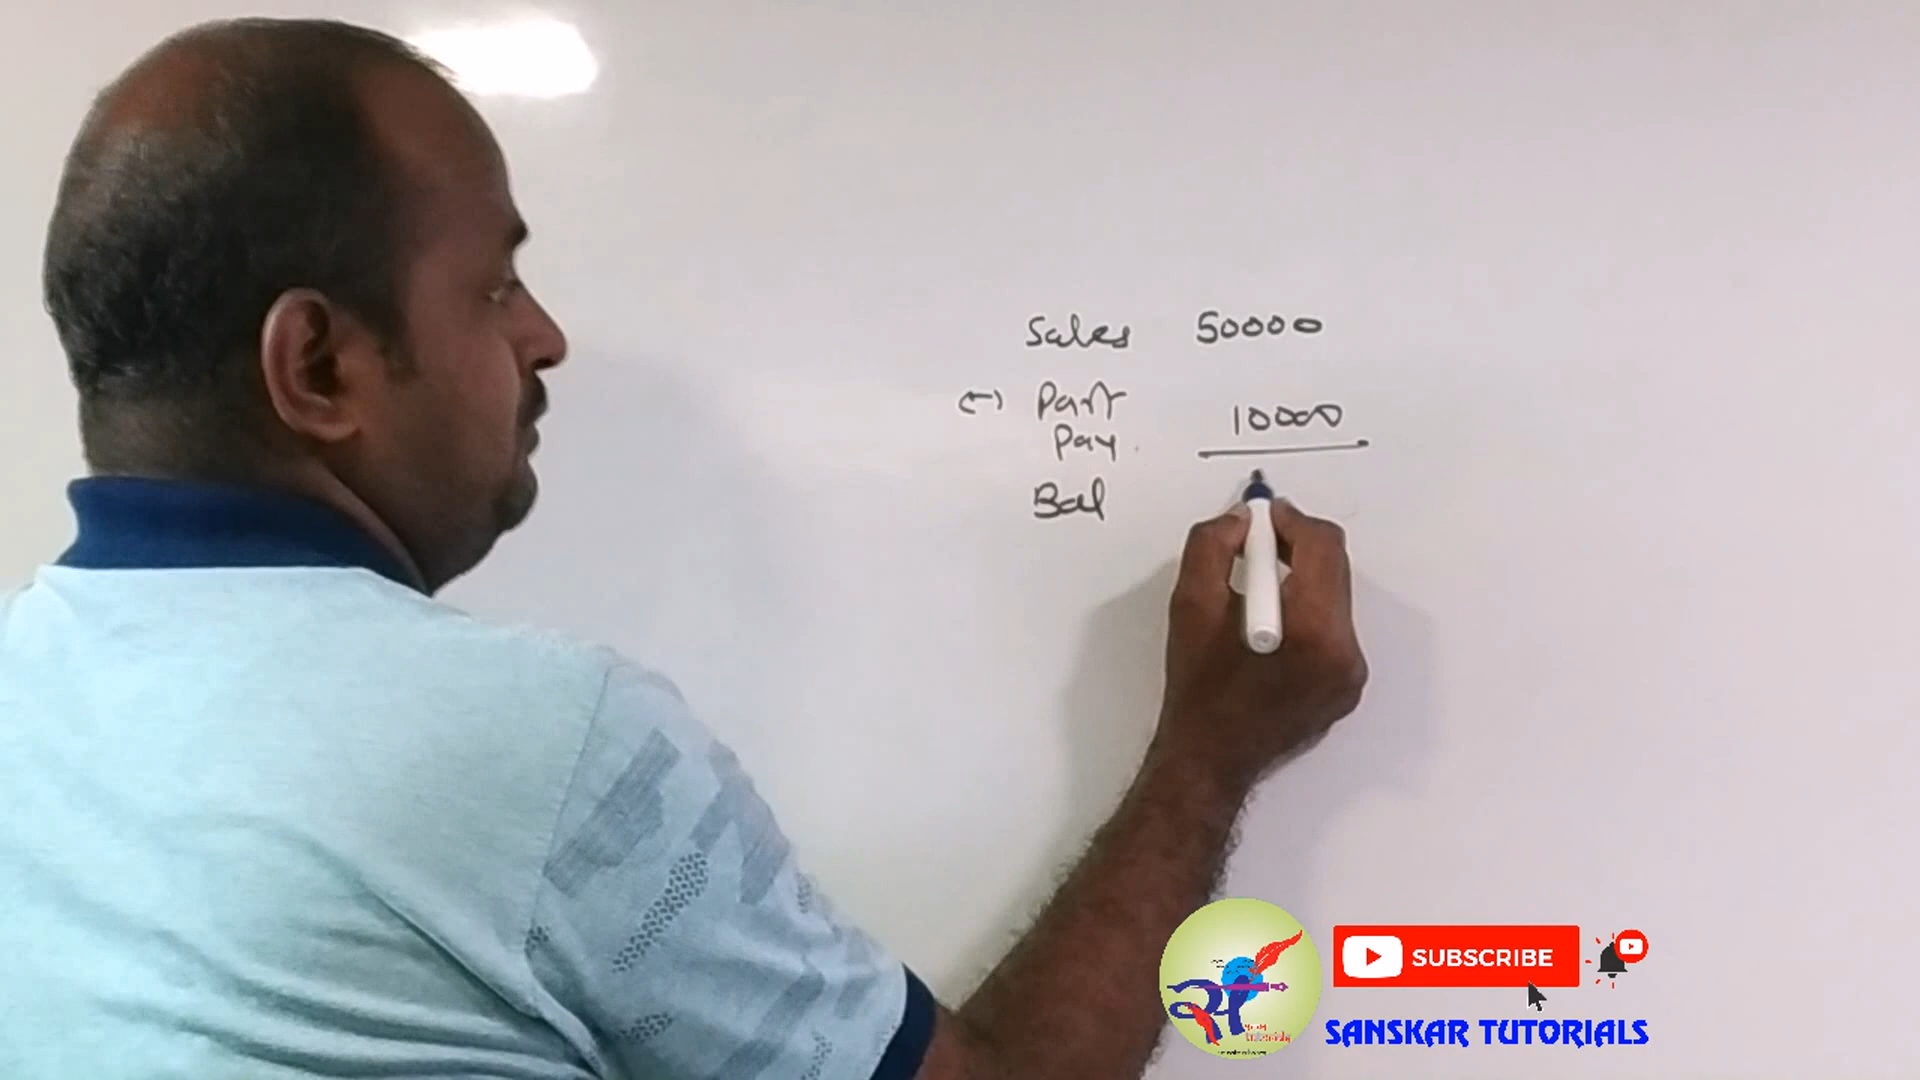 Sales 50000
(-) Part 10000
Pay.
Bal
SUBSCRIBE
SANSKAR TUTORIALS